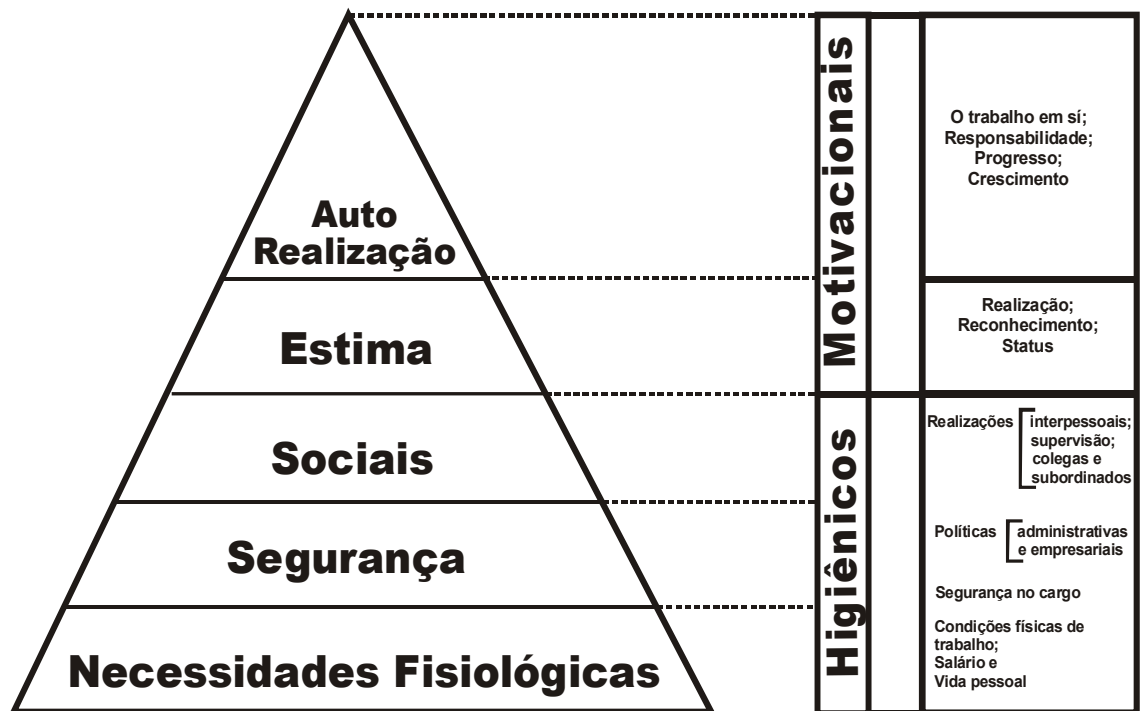 Auto
Realização
Estima
Sociais
Segurança
Necessidades Fisiológicas
Motivacionais
O trabalho em sí;
Responsabilidade;
Progresso;
Crescimento
Realização;
Reconhecimento;
Status
Higiênicos
Realizações
interpessoais;
supervisão;
colegas e
subordinados
Políticas
administrativas
e empresariais
Segurança no cargo
Condições físicas de
trabalho;
Salário e
Vida pessoal